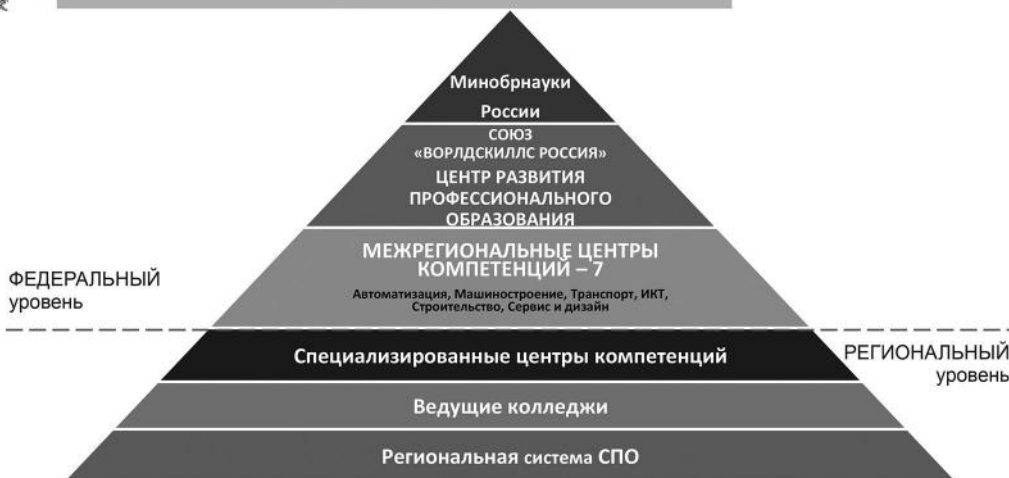 Минобрнауки
России
СОЮЗ
«ВОРЛДСКИЛЛС РОССИЯ»
ЦЕНТР РАЗВИТИЯ
ПРОФЕССИОНАЛЬНОГО
ОБРАЗОВАНИЯ
МЕЖРЕГИОНАЛЬНЫЕ ЦЕНТРЫ
КОМПЕТЕНЦИЙ – 7
Автоматизация, Машиностроение, Транспорт, ИКТ,
Строительство, Сервис и дизайн
ФЕДЕРАЛЬНЫЙ
уровень
Специализированные центры компетенций
РЕГИОНАЛЬНЫЙ
уровень
Ведущие колледжи
Региональная система СПО